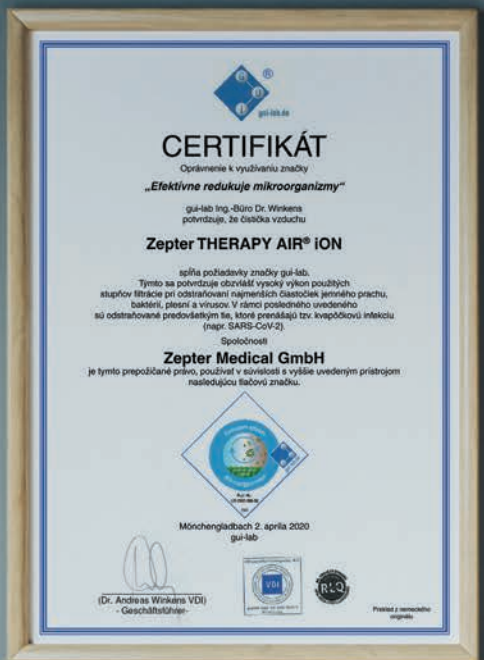 ®
gui-lab.de
CERTIFIKÁT
Oprávnenie k využívaniu značky
„Efektívne redukuje mikroorganizmy“
gui-lab Ing.-Büro Dr. Winkens
potvrdzuje, že čistička vzduchu
Zepter THERAPY AIR® iON
spĺňa požiadavky značky gui-lab.
Týmto sa potvrdzuje obzvlášť vysoký výkon použitých
stupňov filtrácie pri odstraňovaní najmenších čiastočiek jemného prachu,
baktérií, plesní a vírusov. V rámci posledného uvedeného
sú odstraňované predovšetkým tie, ktoré prenášajú tzv. kvapôčkovú infekciu
(napr. SARS-CoV-2).
Spoločnosti
Zepter Medical GmbH
je týmto prepožičané právo, používať v súvislosti s vyššie uvedeným prístrojom
nasledujúcu tlačovú značku.
Mönchengladbach 2. apríla 2020
gui-lab
(Dr. Andreas Winkens VDI)
- Geschäftsführer-
VDI
RLQ
Preklad z nemeckého
originálu